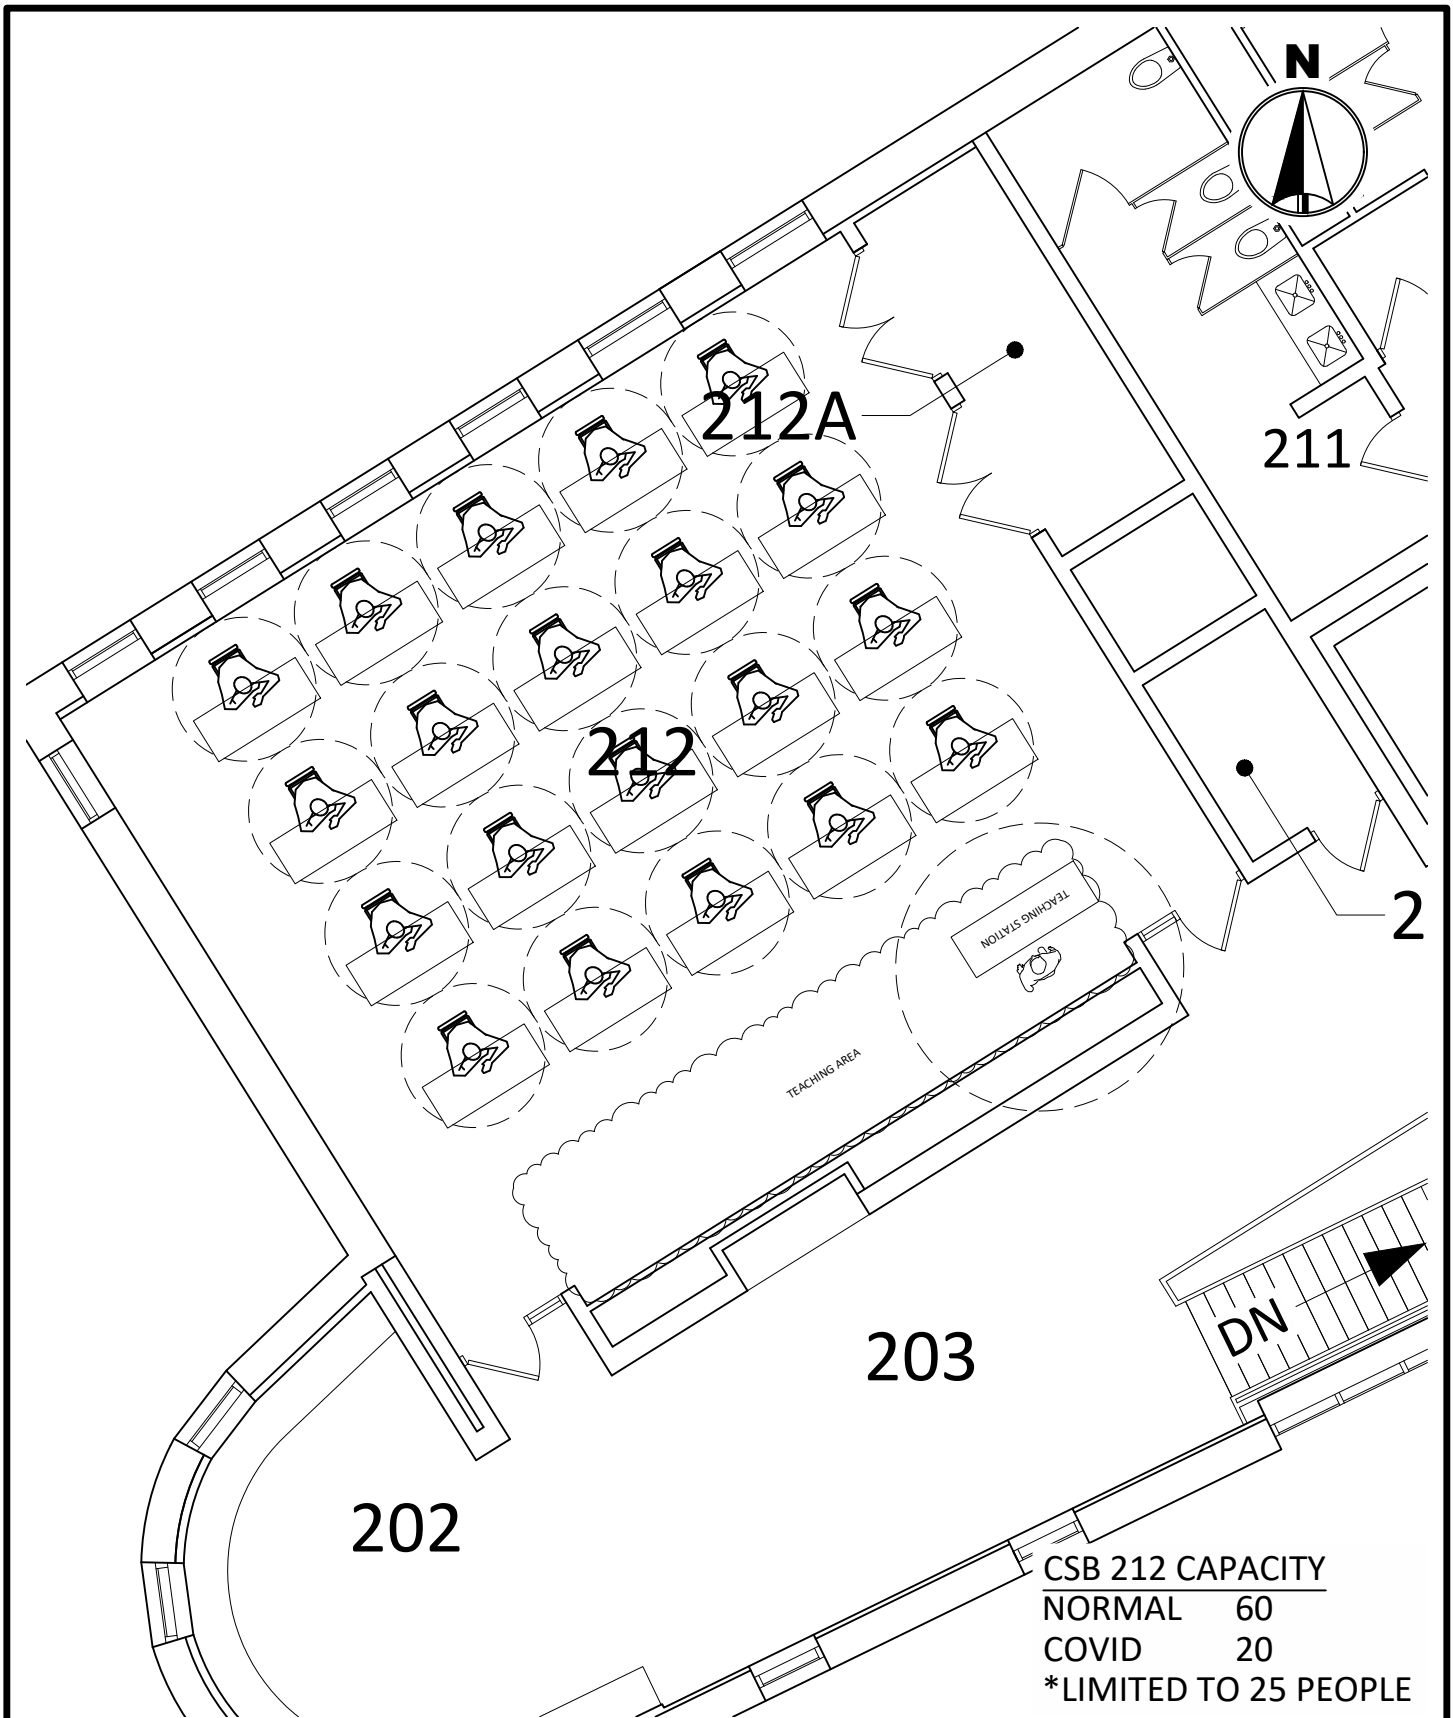 N
212A
211
212
TEACHING STATION
2
TEACHING AREA
DN
203
202
CSB 212 CAPACITY
NORMAL 60
COVID 20
*LIMITED TO 25 PEOPLE